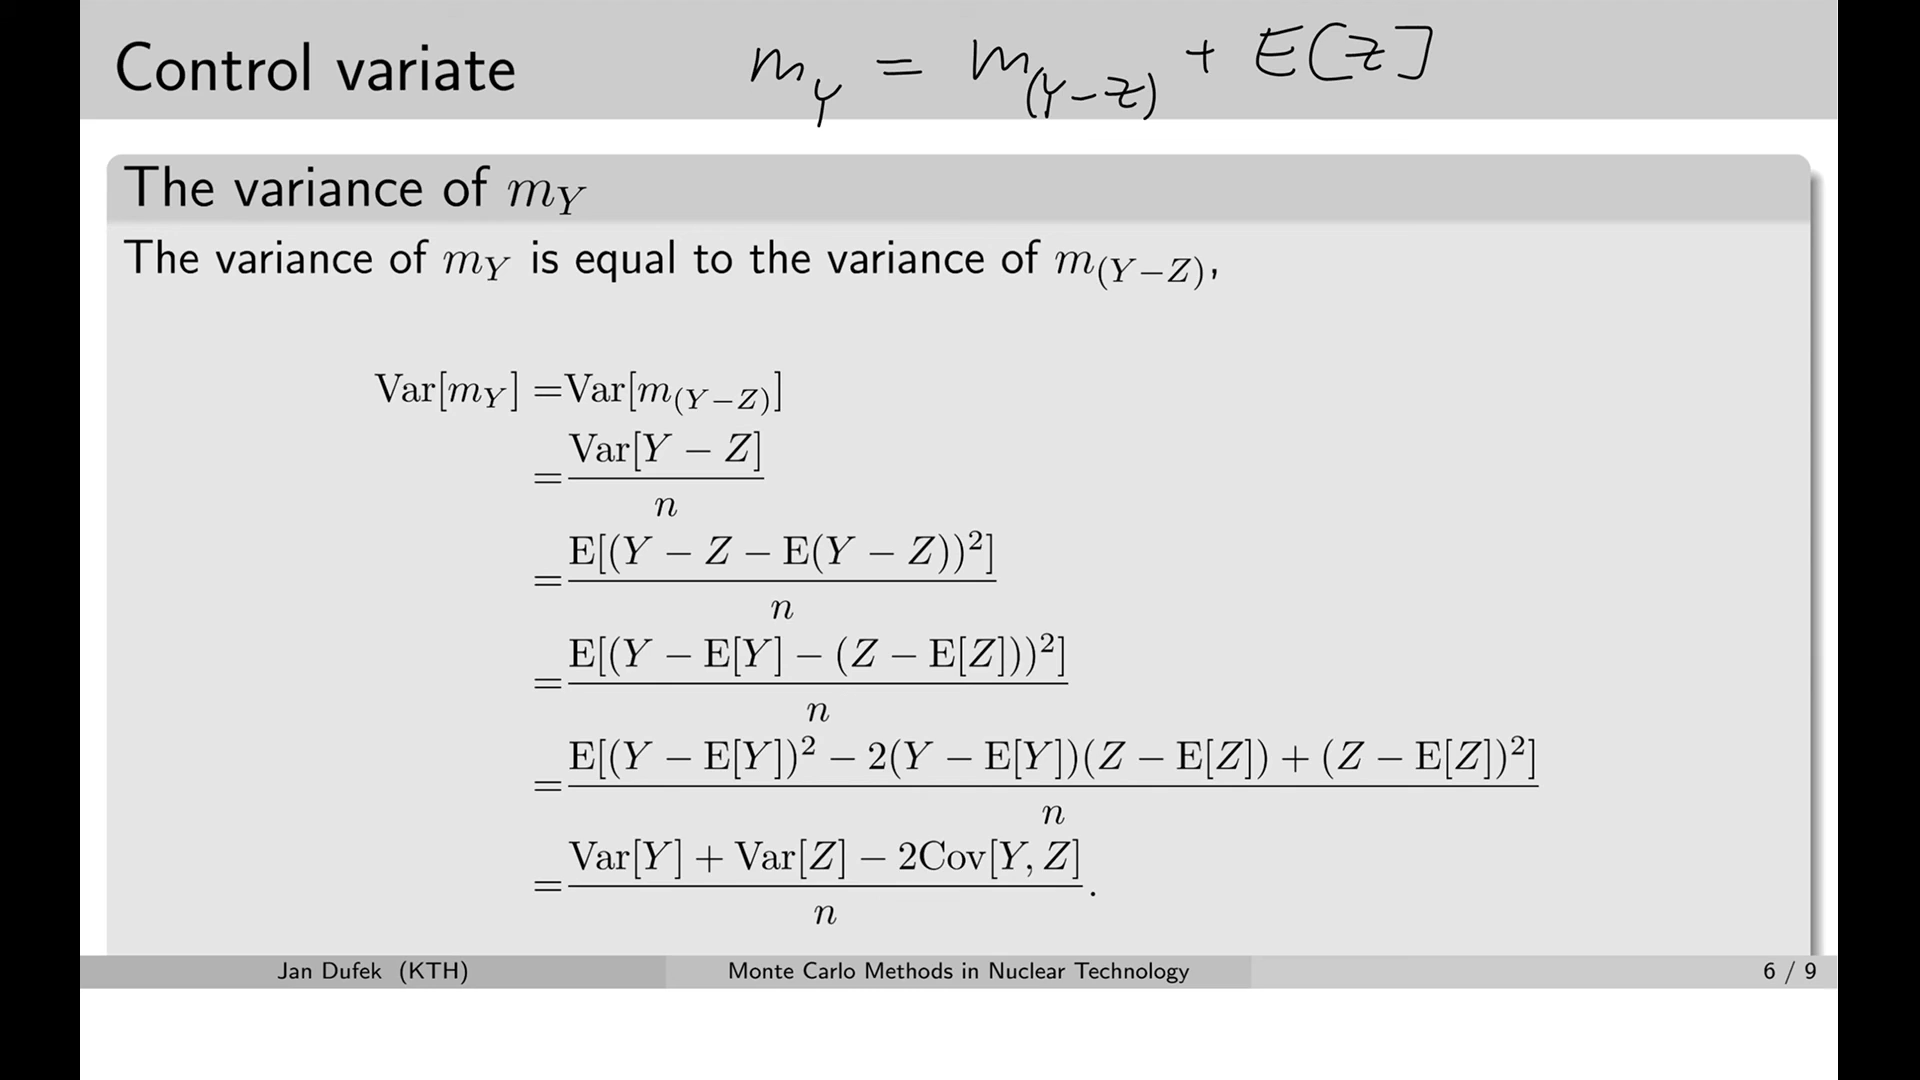 Control variate m_Y = m_(Y-Z) + E[Z]
The variance of m_Y
The variance of m_Y is equal to the variance of m_(Y−Z),
Var[m_Y] =Var[m_(Y−Z)]
= Var[Y − Z] / n
= E[(Y − Z − E(Y − Z))²] / n
= E[(Y − E[Y] − (Z − E[Z]))²] / n
= E[(Y − E[Y])² − 2(Y − E[Y])(Z − E[Z]) + (Z − E[Z])²] / n
= Var[Y] + Var[Z] − 2Cov[Y, Z] / n .
Jan Dufek (KTH) Monte Carlo Methods in Nuclear Technology 6 / 9